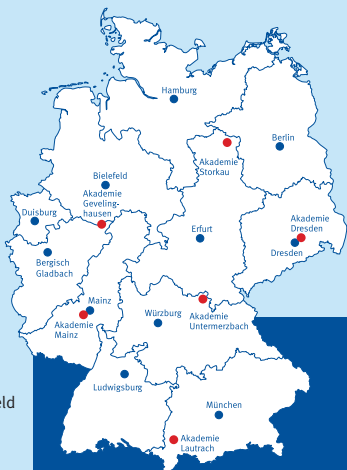 Hamburg
Berlin
Akademie
Storkau
Bielefeld
Akademie
Geveling-
hausen
Duisburg
Akademie
Dresden
Erfurt
Dresden
Bergisch
Gladbach
Mainz
Akademie
Mainz
Würzburg
Akademie
Untermerzbach
Ludwigsburg
eld
München
Akademie
Lautrach